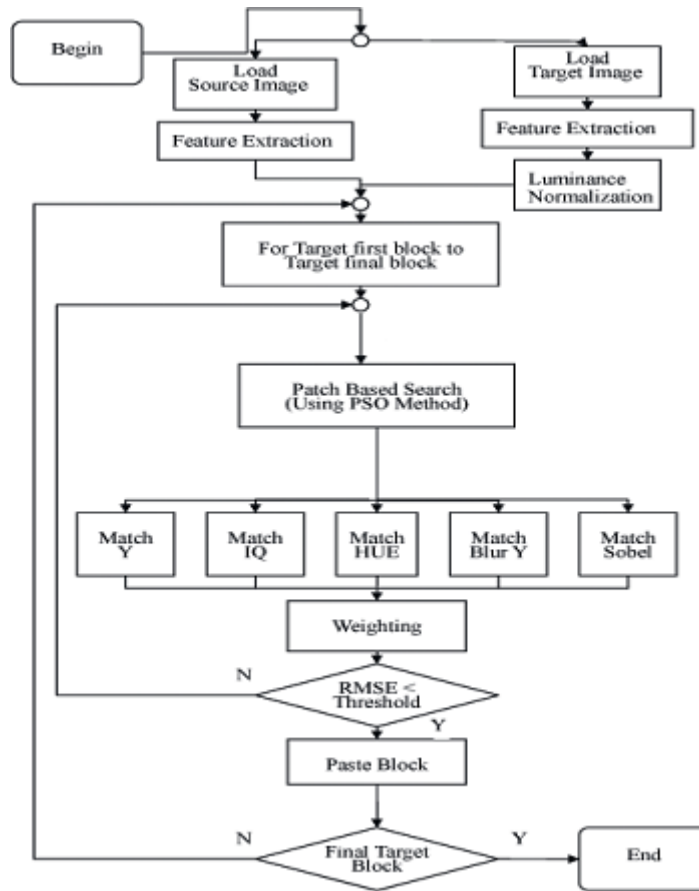 Begin
Load
Source Image
Load
Target Image
Feature Extraction
Feature Extraction
Luminance
Normalization
For Target first block to
Target final block
Patch Based Search
(Using PSO Method)
Match
Y
Match
IQ
Match
HUE
Match
Blur Y
Match
Sobel
Weighting
N
RMSE <
Threshold
Y
Paste Block
N
Final Target
Block
Y
End